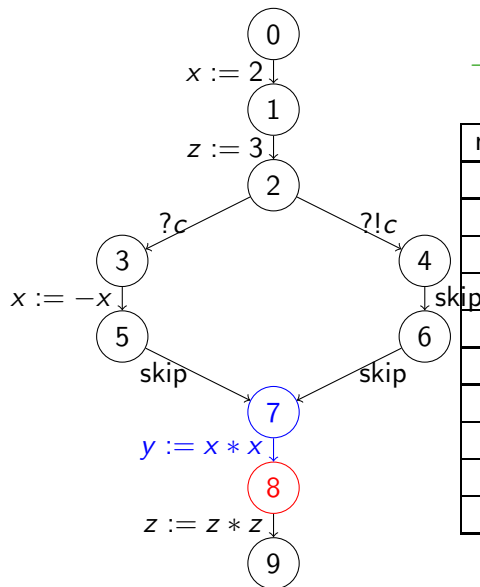 0
x := 2
1
z := 3
2
?c ?!c
3 4
x := −x skip
5 6
skip skip
7
y := x ∗ x
8
z := z ∗ z
9